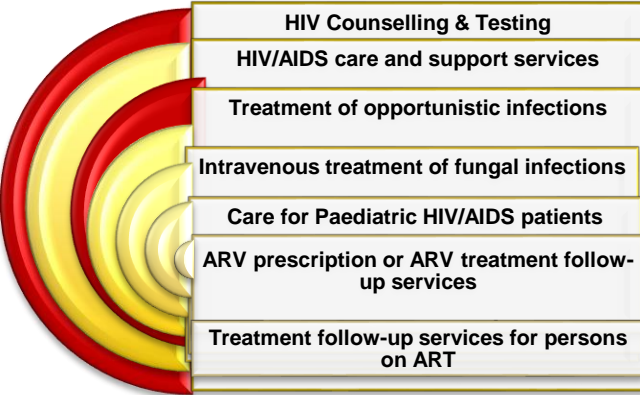 HIV Counselling & Testing
HIV/AIDS care and support services
Treatment of opportunistic infections
Intravenous treatment of fungal infections
Care for Paediatric HIV/AIDS patients
ARV prescription or ARV treatment follow-
up services
Treatment follow-up services for persons
on ART